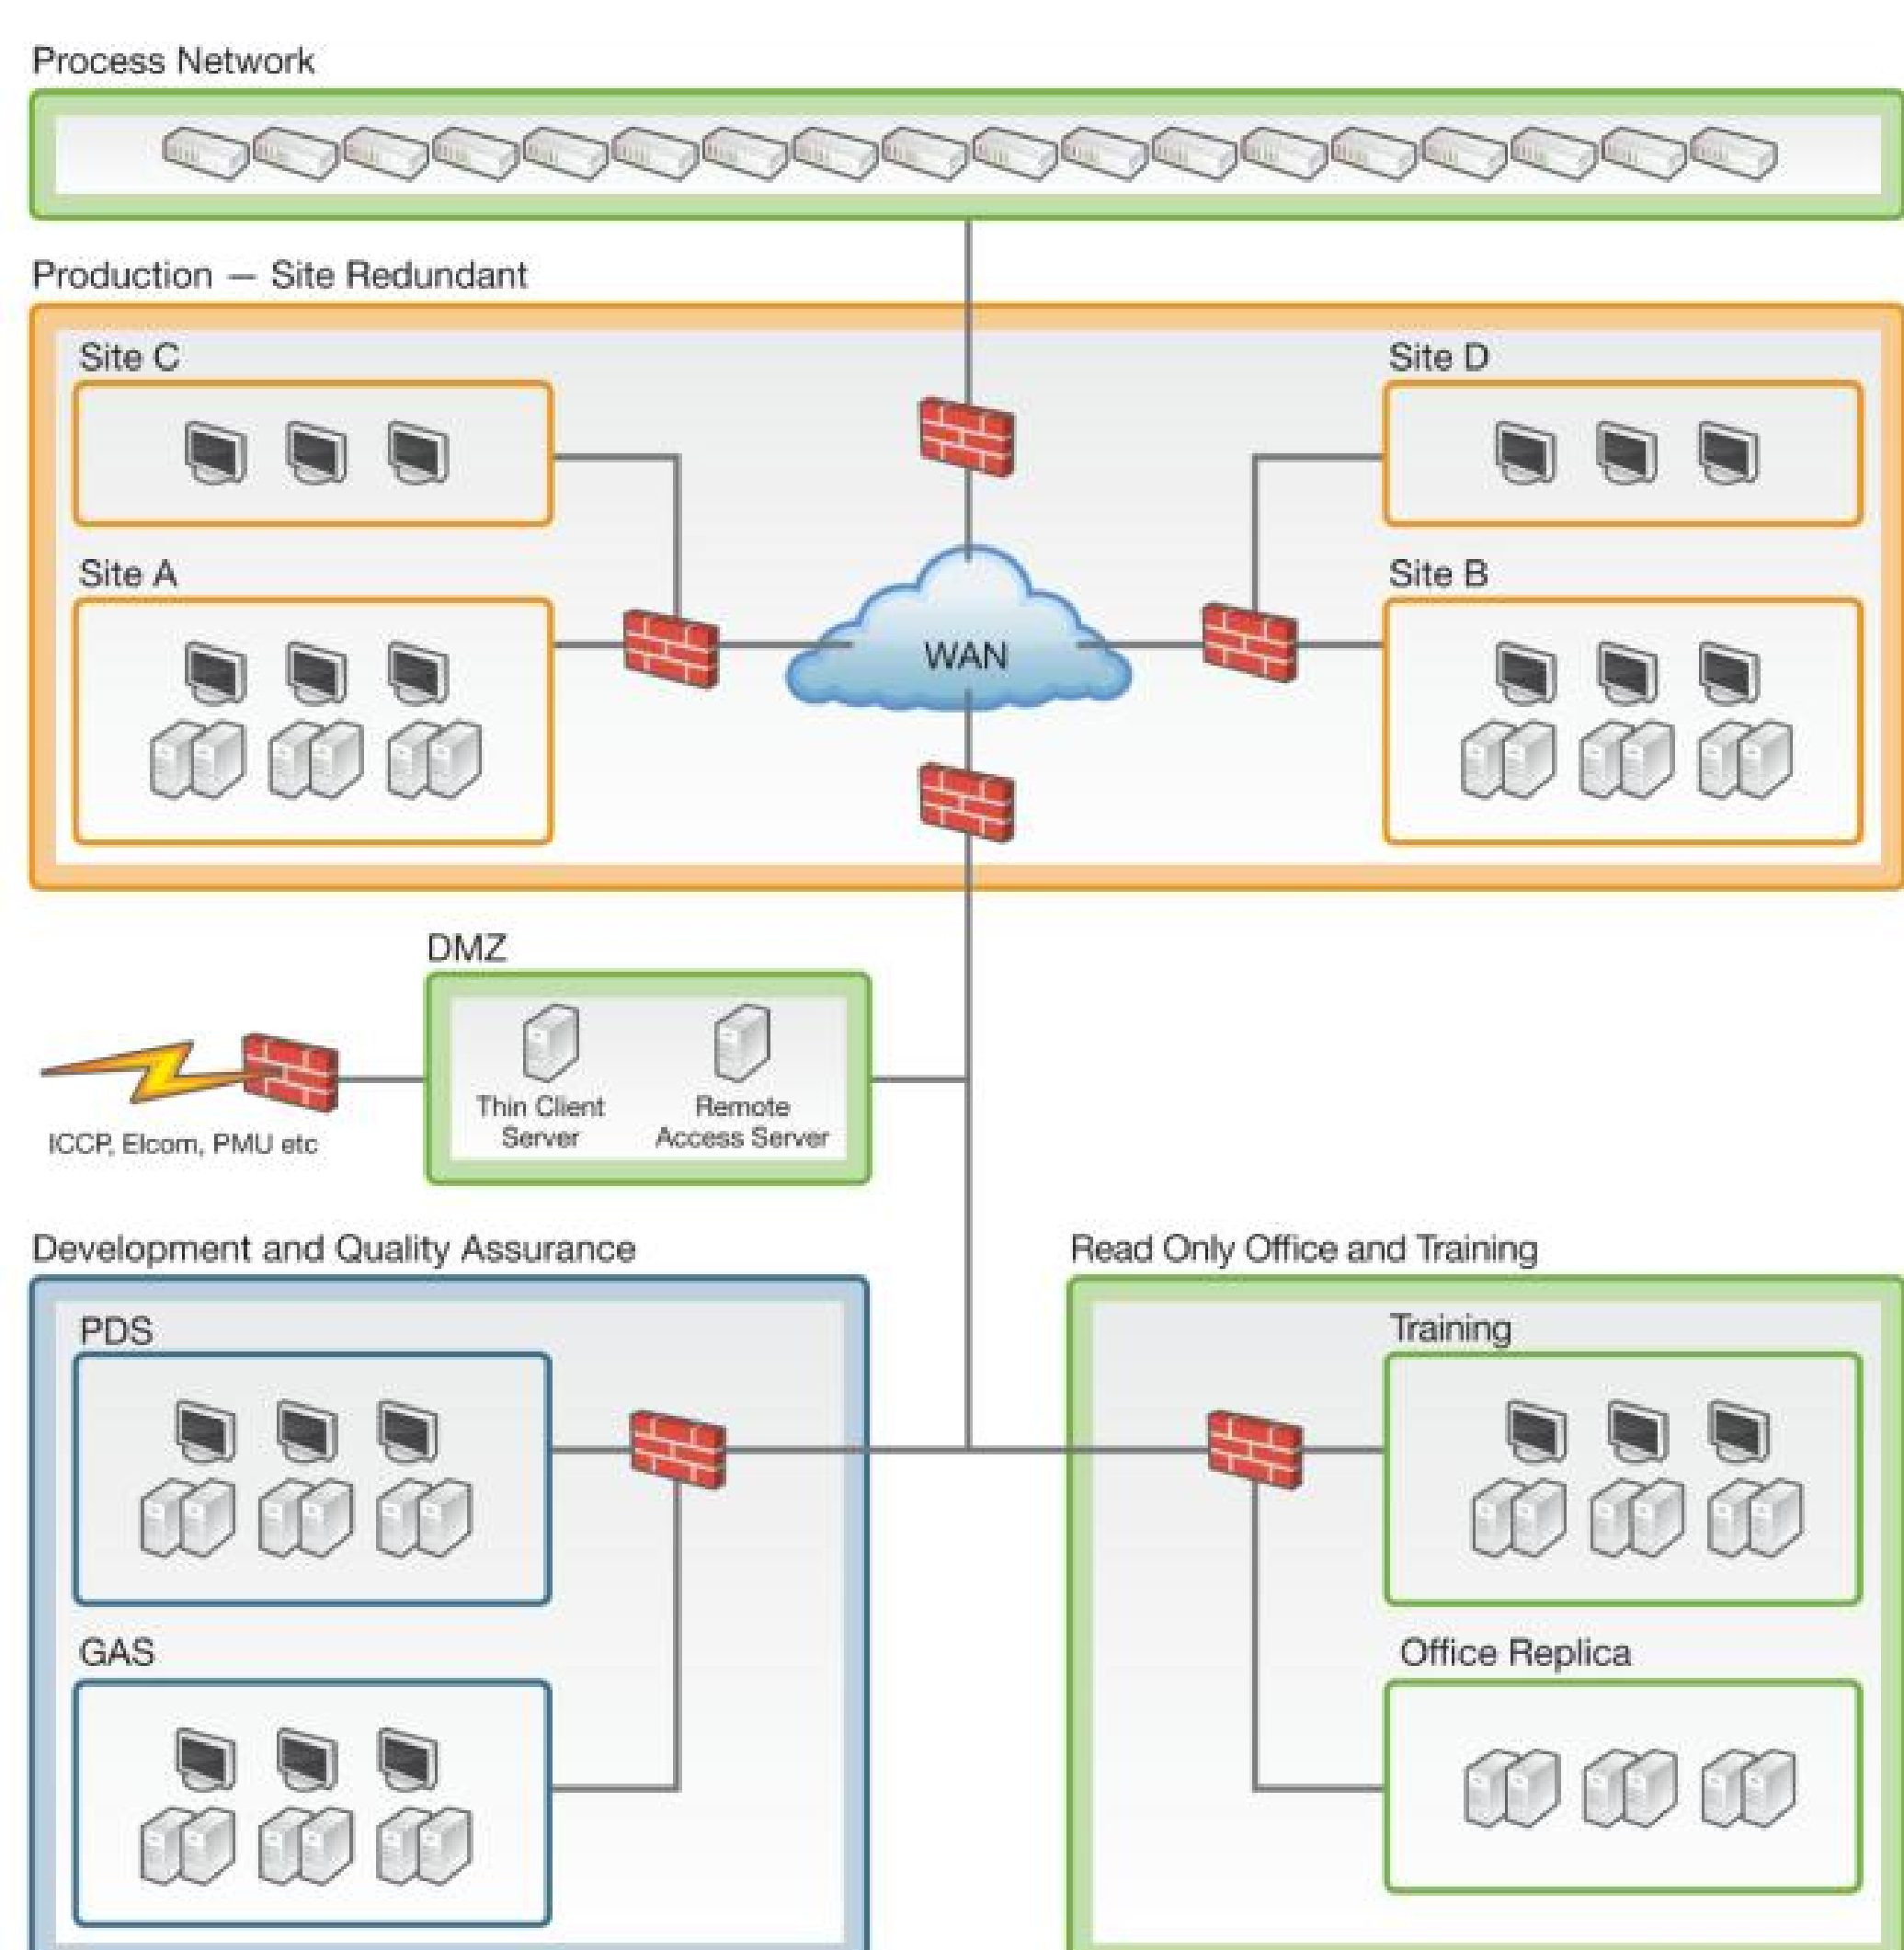 Process Network
Production — Site Redundant
Site C
Site D
Site A
Site B
WAN
DMZ
Thin Client
Server
Remote
Access Server
ICCP, Elcom, PMU etc
Development and Quality Assurance
Read Only Office and Training
PDS
Training
GAS
Office Replica